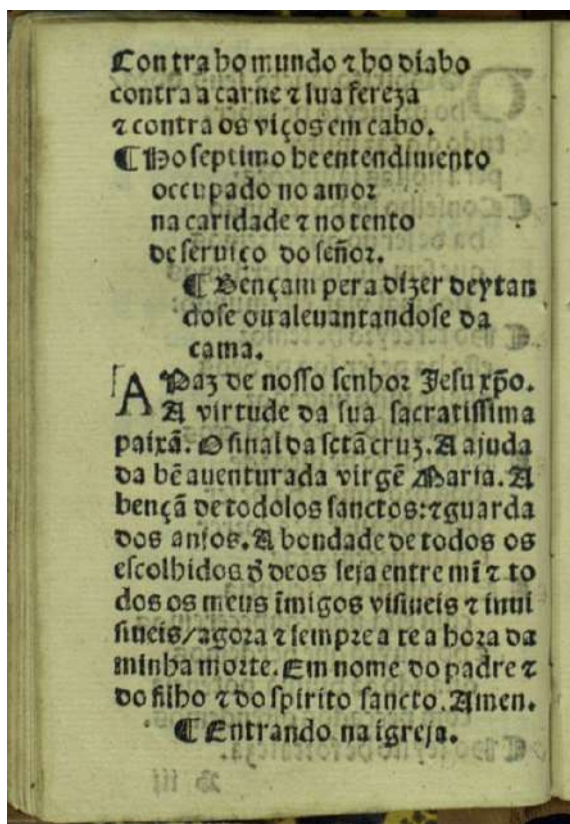 Contra ho mundo ⁊ ho diabo
contra a carne ⁊ sua fereza
⁊ contra os viços em cabo.
¶ Ho septimo he entendimento
occupado no amor
na caridade ⁊ no tento
de seruiço do señor.
¶ Bençam pera dizer deytan
dose ou aleuantandose da
cama.
A Paz de nosso senhor Jesu xp̃o.
A virtude da sua sacratissima
paixã. O sinal da sctã cruz. A ajuda
da bẽauenturada virgẽ Maria. A
bençã de todolos sanctos: ⁊ guarda
dos anjos. A bondade de todos os
escolhidos d̃ deos seja entre mĩ ⁊ to
dos os meus ĩmigos visiueis ⁊ inui
siueis/agora ⁊ sempre a te a hora da
minha morte. Em nome do padre ⁊
do filho ⁊ do spirito sancto. Amen.
¶ Entrando na igreja.